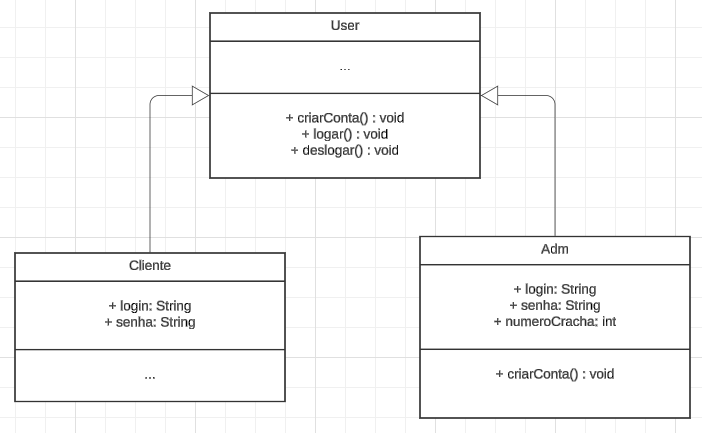 User
...
+ criarConta() : void
+ logar() : void
+ deslogar() : void
Cliente
+ login: String
+ senha: String
...
Adm
+ login: String
+ senha: String
+ numeroCracha: int
+ criarConta() : void